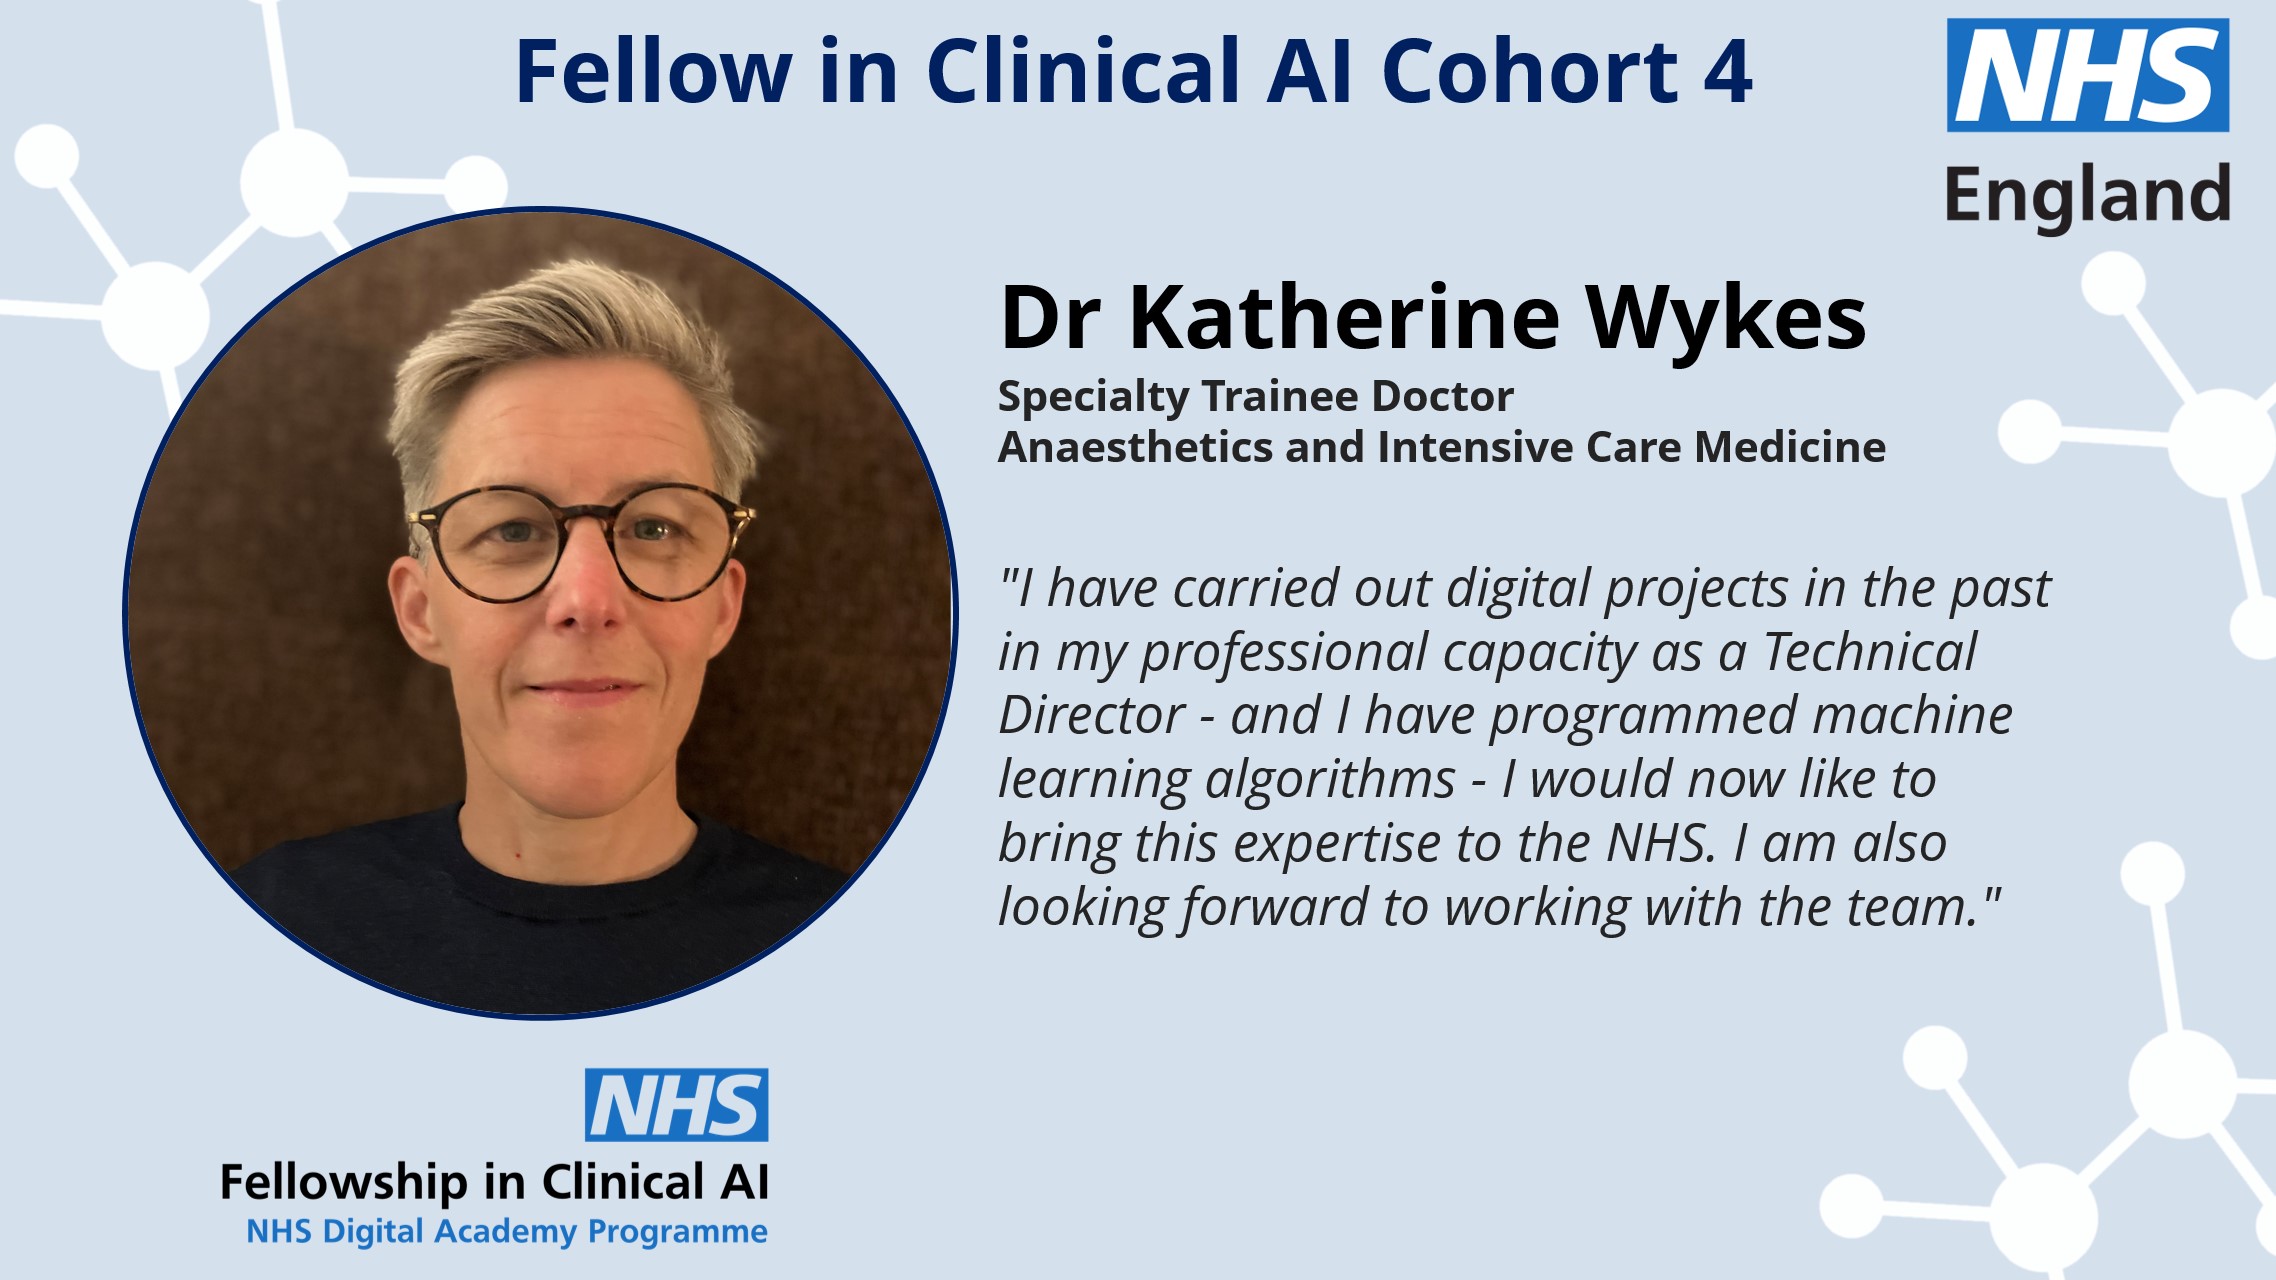 Fellow in Clinical AI Cohort 4
NHS
England
Dr Katherine Wykes
Specialty Trainee Doctor
Anaesthetics and Intensive Care Medicine
"I have carried out digital projects in the past
in my professional capacity as a Technical
Director - and I have programmed machine
learning algorithms - I would now like to
bring this expertise to the NHS. I am also
looking forward to working with the team."
NHS
Fellowship in Clinical AI
NHS Digital Academy Programme